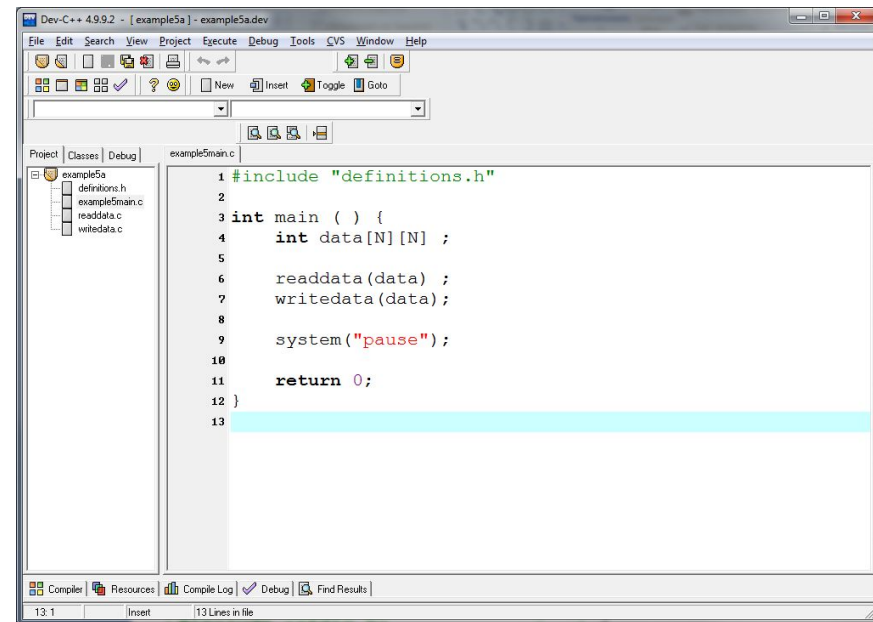 Dev-C++ 4.9.9.2 - [ example5a ] - example5a.dev
File Edit Search View Project Execute Debug Tools CVS Window Help
New Insert Toggle Goto
Project Classes Debug
example5main.c
example5a
definitions.h
example5main.c
readdata.c
writedata.c
1 #include "definitions.h"
2
3 int main ( ) {
4 int data[N][N] ;
5
6 readdata(data) ;
7 writedata(data);
8
9 system("pause");
10
11 return 0;
12 }
13
Compiler Resources Compile Log Debug Find Results
13: 1 Insert 13 Lines in file